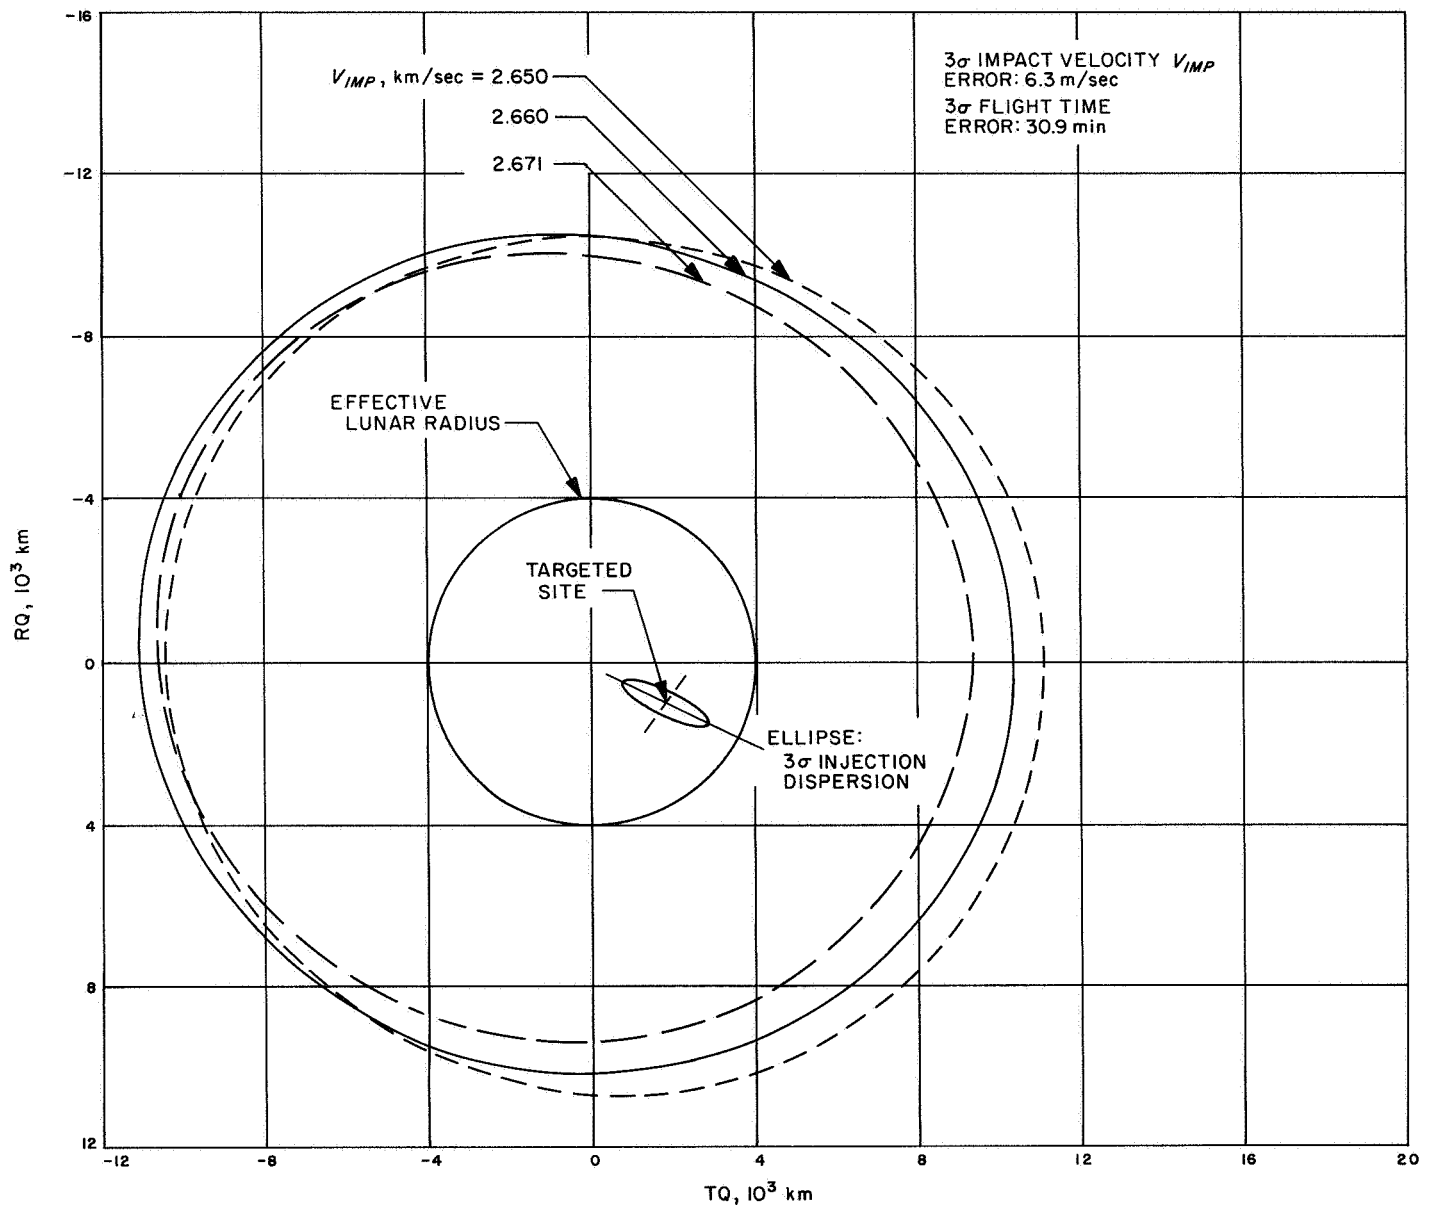 -16
3σ IMPACT VELOCITY V_IMP
ERROR: 6.3 m/sec
3σ FLIGHT TIME
ERROR: 30.9 min
V_IMP, km/sec = 2.650
2.660
2.671
-12
-8
EFFECTIVE
LUNAR RADIUS
-4
TARGETED
SITE
RQ, 10³ km
0
ELLIPSE:
3σ INJECTION
DISPERSION
4
8
12
-12 -8 -4 0 4 8 12 16 20
TQ, 10³ km